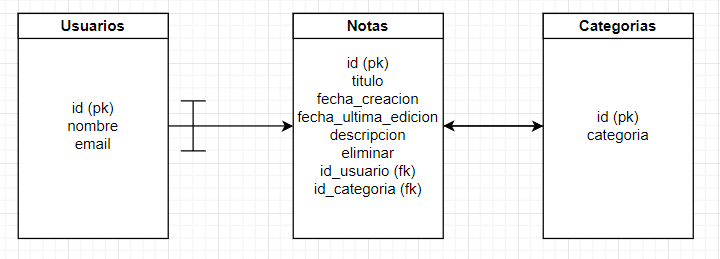 Usuarios
id (pk)
nombre
email
Notas
id (pk)
titulo
fecha_creacion
fecha_ultima_edicion
descripcion
eliminar
id_usuario (fk)
id_categoria (fk)
Categorias
id (pk)
categoria